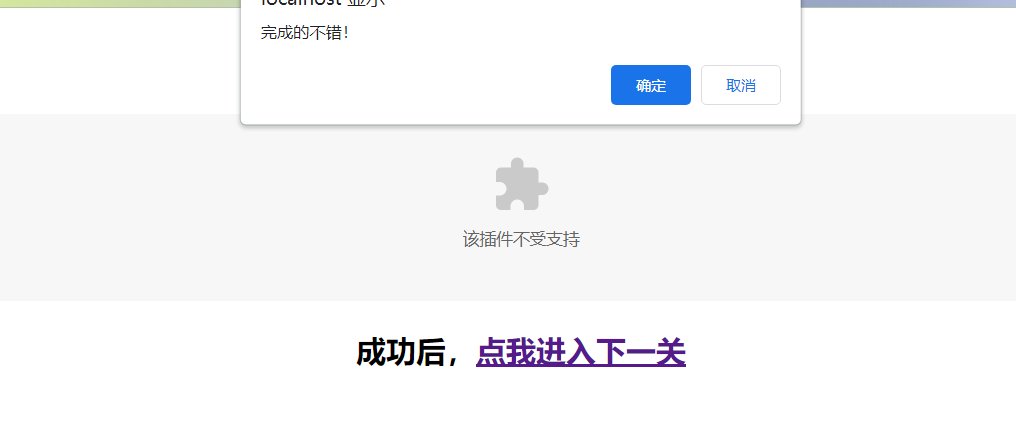 localhost 显示
完成的不错!
确定
取消
该插件不受支持
成功后，点我进入下一关